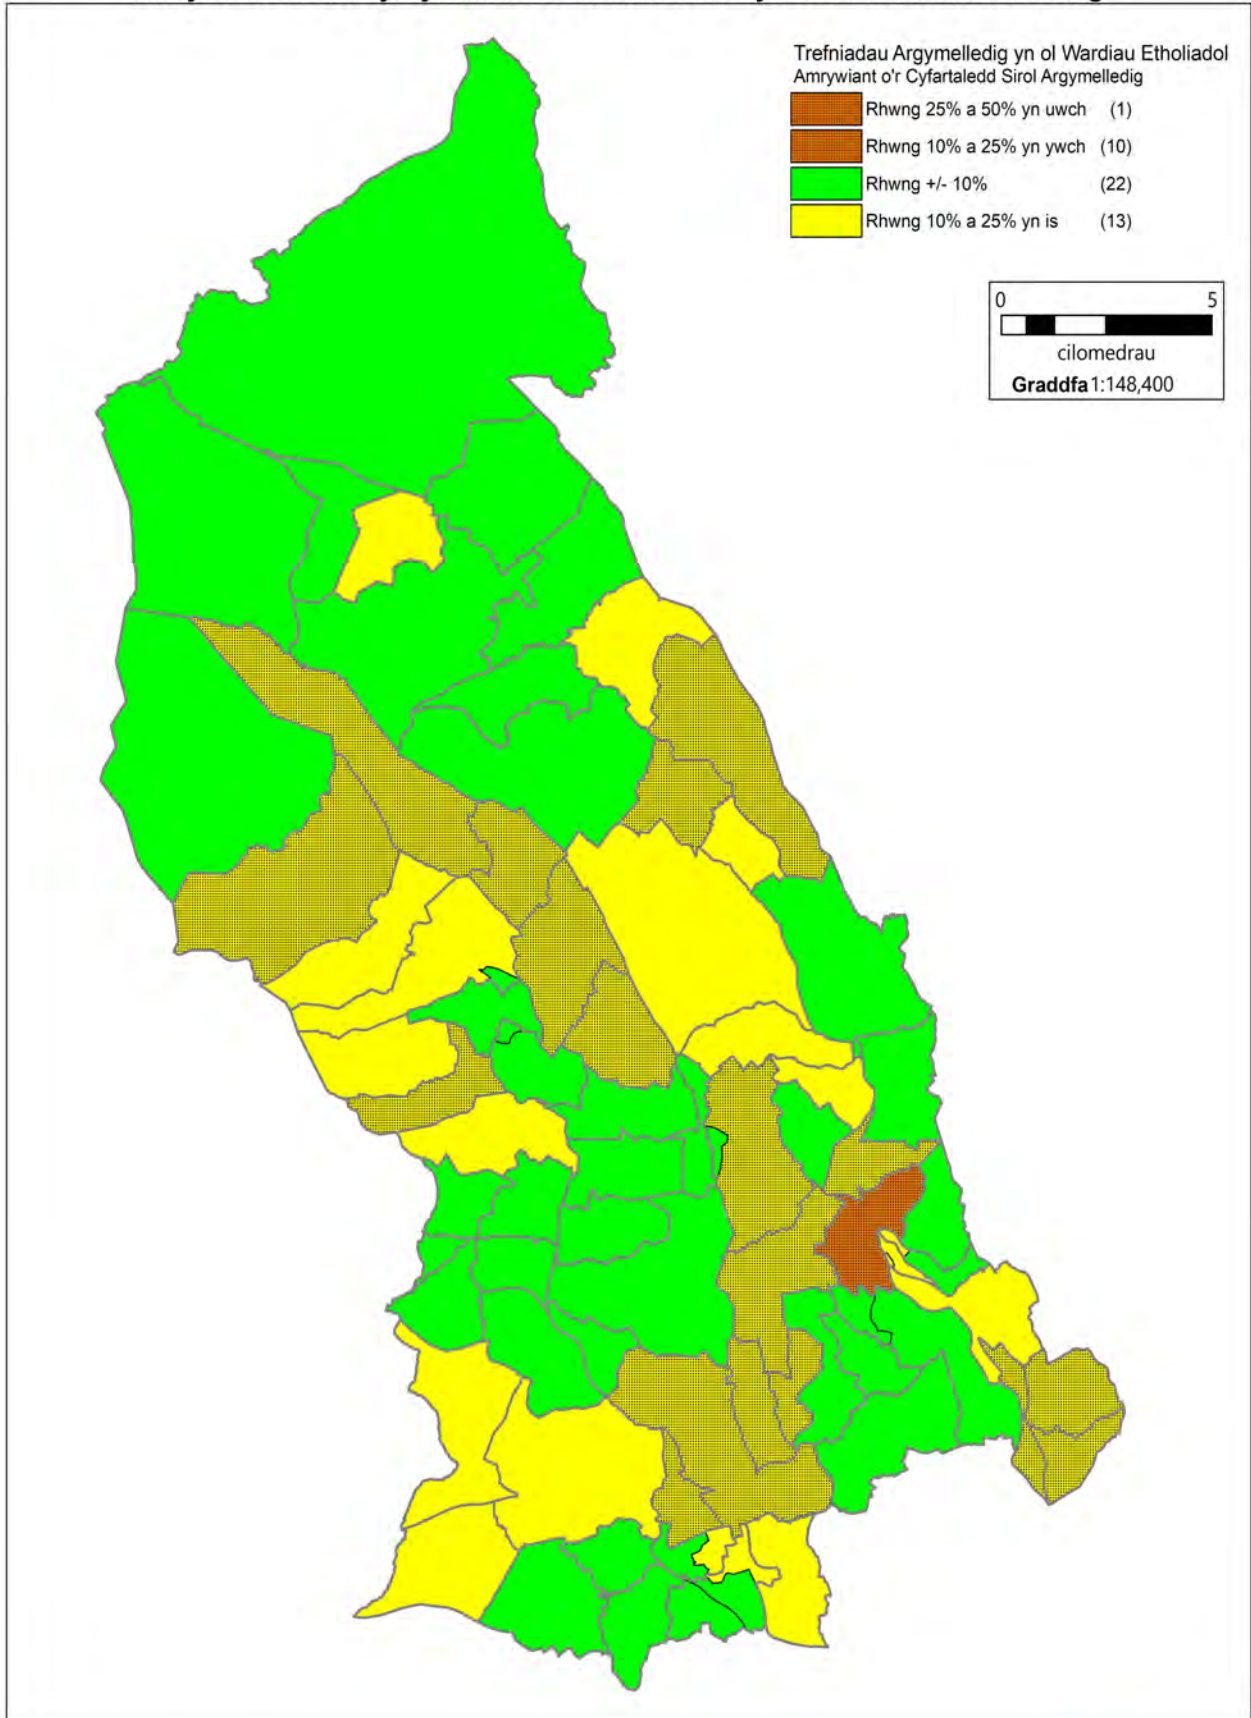 Trefniadau Argymelledig yn ol Wardiau Etholiadol
Amrywiant o'r Cyfartaledd Sirol Argymelledig
Rhwng 25% a 50% yn uwch (1)
Rhwng 10% a 25% yn ywch (10)
Rhwng +/- 10% (22)
Rhwng 10% a 25% yn is (13)
0 5
cilomedrau
Graddfa 1:148,400